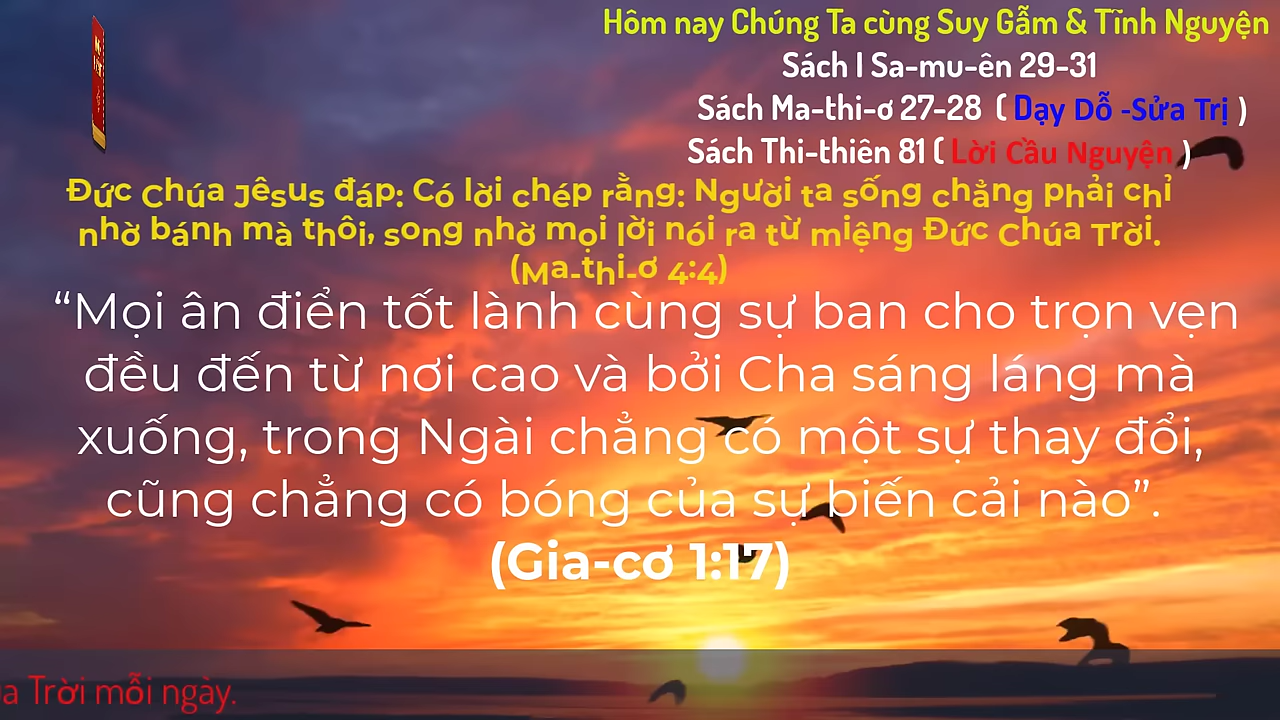 Hôm nay Chúng Ta cùng Suy Gẫm & Tĩnh Nguyện
Sách I Sa-mu-ên 29-31
Sách Ma-thi-ơ 27-28 ( Dạy Dỗ -Sửa Trị )
Sách Thi-thiên 81 ( Lời Cầu Nguyện )
Đức Chúa Jêsus đáp: Có lời chép rằng: Người ta sống chẳng phải chỉ
nhờ bánh mà thôi, song nhờ mọi lời nói ra từ miệng Đức Chúa Trời.
(Ma-thi-ơ 4:4)
“Mọi ân điển tốt lành cùng sự ban cho trọn vẹn
đều đến từ nơi cao và bởi Cha sáng láng mà
xuống, trong Ngài chẳng có một sự thay đổi,
cũng chẳng có bóng của sự biến cải nào”.
(Gia-cơ 1:17)
Trời mỗi ngày.